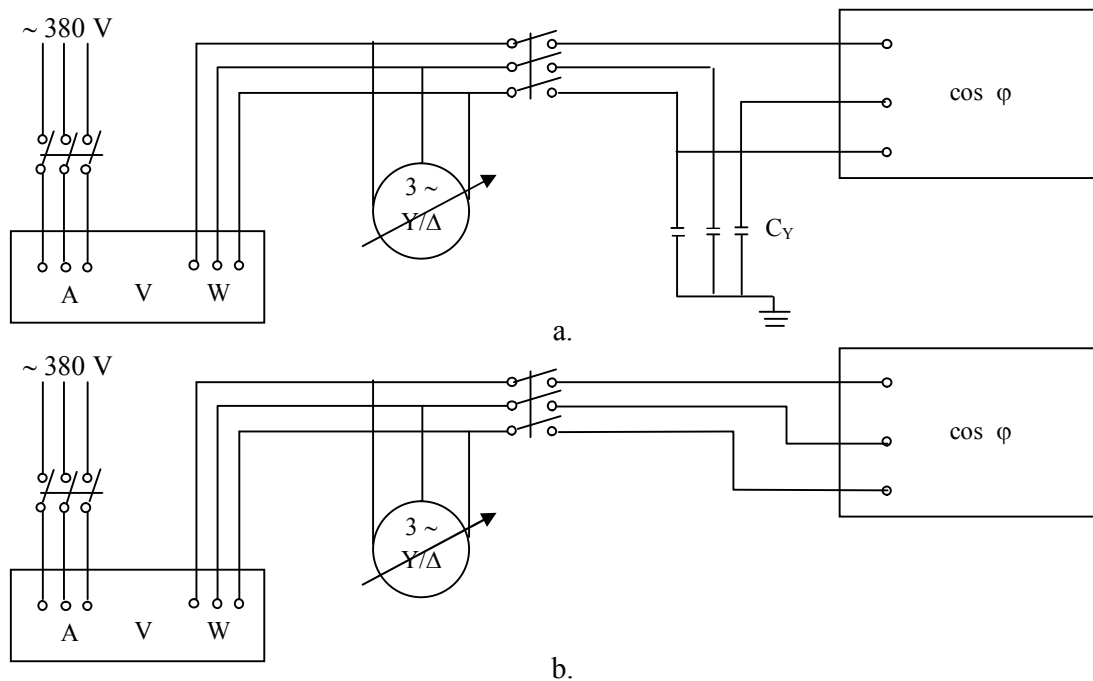 ~ 380 V
cos φ
3 ~
Y/Δ
C_Y
A V W
a.
~ 380 V
cos φ
3 ~
Y/Δ
A V W
b.